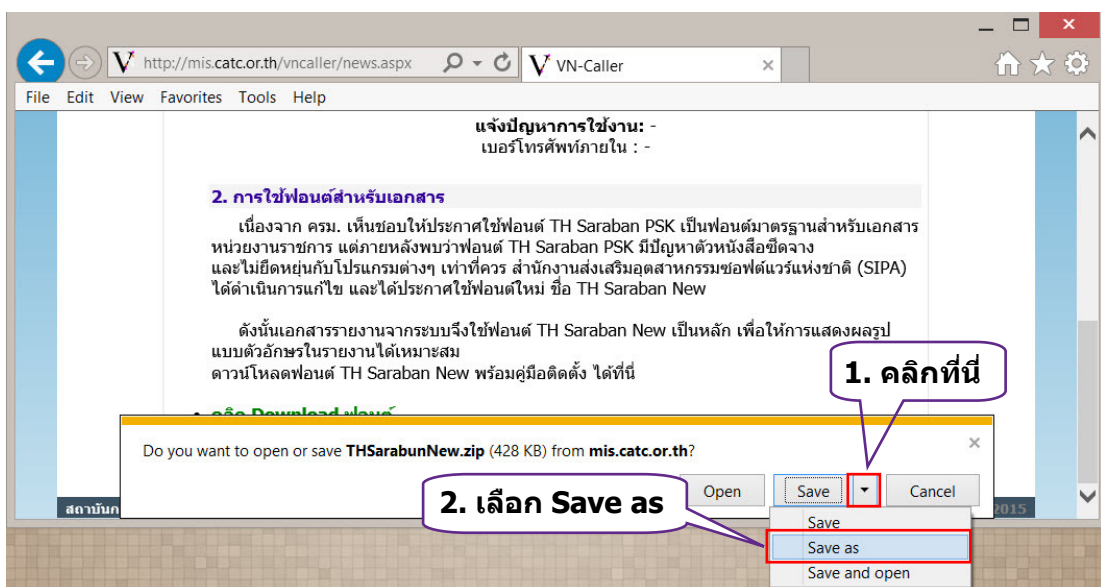 http://mis.catc.or.th/vncaller/news.aspx
VN-Caller
File Edit View Favorites Tools Help
แจ้งปัญหาการใช้งาน: -
เบอร์โทรศัพท์ภายใน : -
2. การใช้ฟอนต์สำหรับเอกสาร
เนื่องจาก ครม. เห็นชอบให้ประกาศใช้ฟอนต์ TH Saraban PSK เป็นฟอนต์มาตรฐานสำหรับเอกสาร
หน่วยงานราชการ แต่ภายหลังพบว่าฟอนต์ TH Saraban PSK มีปัญหาตัวหนังสือซีดจาง
และไม่ยืดหยุ่นกับโปรแกรมต่างๆ เท่าที่ควร สำนักงานส่งเสริมอุตสาหกรรมซอฟต์แวร์แห่งชาติ (SIPA)
ได้ดำเนินการแก้ไข และได้ประกาศใช้ฟอนต์ใหม่ ชื่อ TH Saraban New
ดังนั้นเอกสารรายงานจากระบบจึงใช้ฟอนต์ TH Saraban New เป็นหลัก เพื่อให้การแสดงผลรูป
แบบตัวอักษรในรายงานได้เหมาะสม
ดาวน์โหลดฟอนต์ TH Saraban New พร้อมคู่มือติดตั้ง ได้ที่นี่
1. คลิกที่นี่
คลิก Download ฟอนต์
Do you want to open or save THSarabunNew.zip (428 KB) from mis.catc.or.th?
Open Save Cancel
2. เลือก Save as
สถาบันก 2015
Save
Save as
Save and open